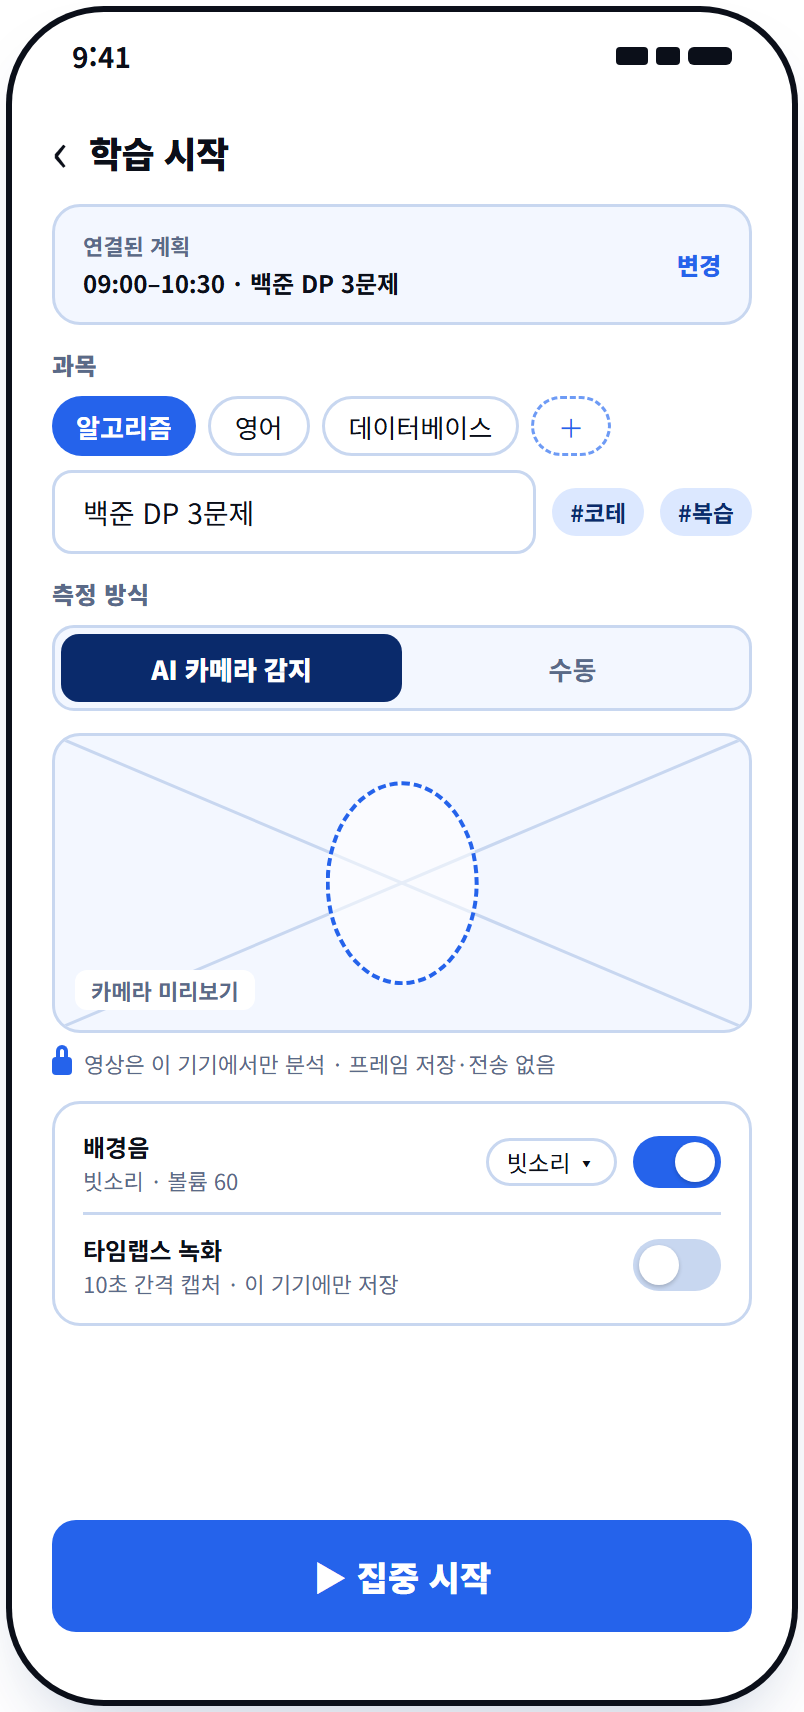 9:41
‹ 학습 시작
연결된 계획
09:00–10:30 · 백준 DP 3문제
변경
과목
알고리즘 영어 데이터베이스 +
백준 DP 3문제 #코테 #복습
측정 방식
AI 카메라 감지 수동
카메라 미리보기
영상은 이 기기에서만 분석 · 프레임 저장·전송 없음
배경음
빗소리 · 볼륨 60
빗소리 ▾
타임랩스 녹화
10초 간격 캡처 · 이 기기에만 저장
▶ 집중 시작